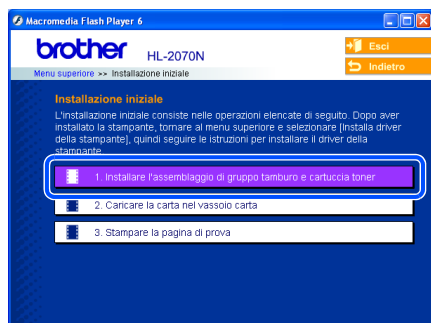 Macromedia Flash Player 6
brother HL-2070N
Esci
Indietro
Menu superiore >> Installazione iniziale
Installazione iniziale
L'installazione iniziale consiste nelle operazioni elencate di seguito. Dopo aver
installato la stampante, tornare al menu superiore e selezionare [Installa driver
della stampante], quindi seguire le istruzioni per installare il driver della
stampante.
1. Installare l'assemblaggio di gruppo tamburo e cartuccia toner
2. Caricare la carta nel vassoio carta
3. Stampare la pagina di prova